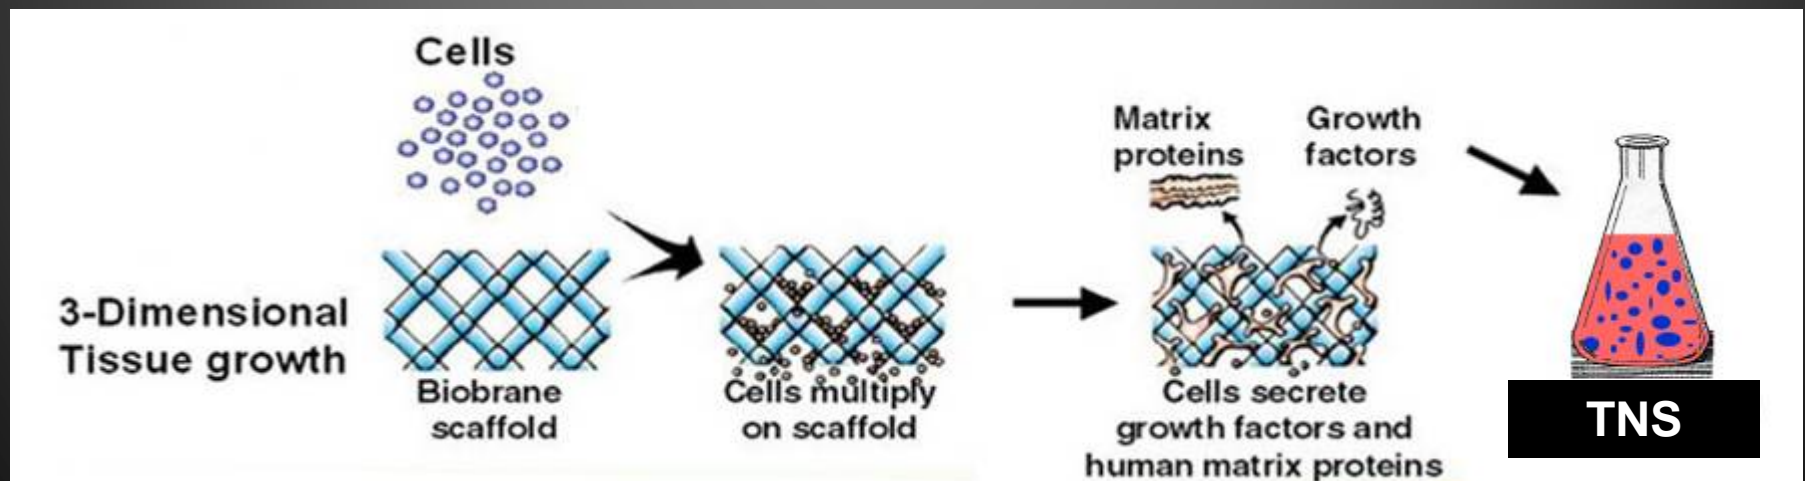 Cells
3-Dimensional
Tissue growth
Biobrane
scaffold
Cells multiply
on scaffold
Matrix
proteins
Growth
factors
Cells secrete
growth factors and
human matrix proteins
TNS